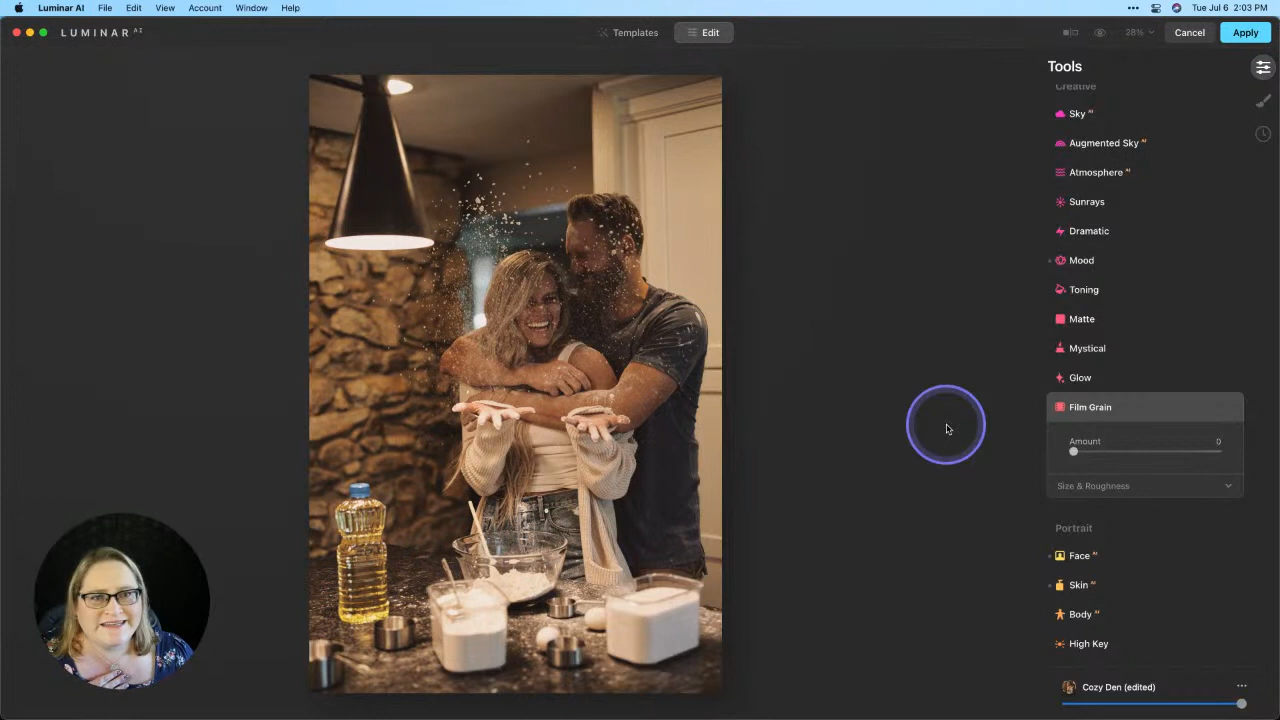 Luminar AI File Edit View Account Window Help Tue Jul 6 2:03 PM
LUMINAR AI Templates Edit 28% Cancel Apply
Tools
Creative
Sky AI
Augmented Sky AI
Atmosphere AI
Sunrays
Dramatic
Mood
Toning
Matte
Mystical
Glow
Film Grain
Amount 0
Size & Roughness
Portrait
Face AI
Skin AI
Body AI
High Key
Cozy Den (edited)